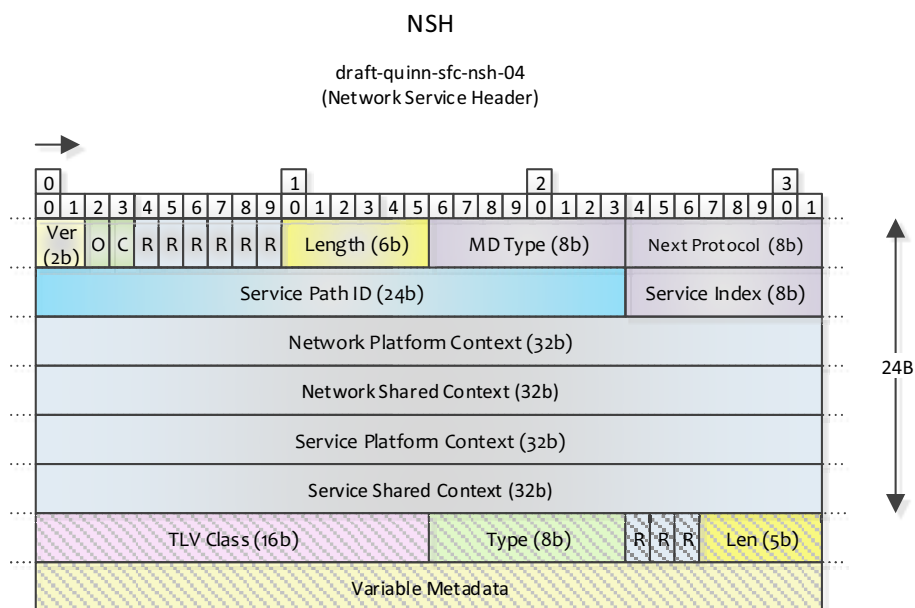 NSH
draft-quinn-sfc-nsh-04
(Network Service Header)
0 1 2 3
0 1 2 3 4 5 6 7 8 9 0 1 2 3 4 5 6 7 8 9 0 1 2 3 4 5 6 7 8 9 0 1
Ver (2b) O C R R R R R R Length (6b) MD Type (8b) Next Protocol (8b)
Service Path ID (24b) Service Index (8b)
Network Platform Context (32b)
24B
Network Shared Context (32b)
Service Platform Context (32b)
Service Shared Context (32b)
TLV Class (16b) Type (8b) R R R Len (5b)
Variable Metadata